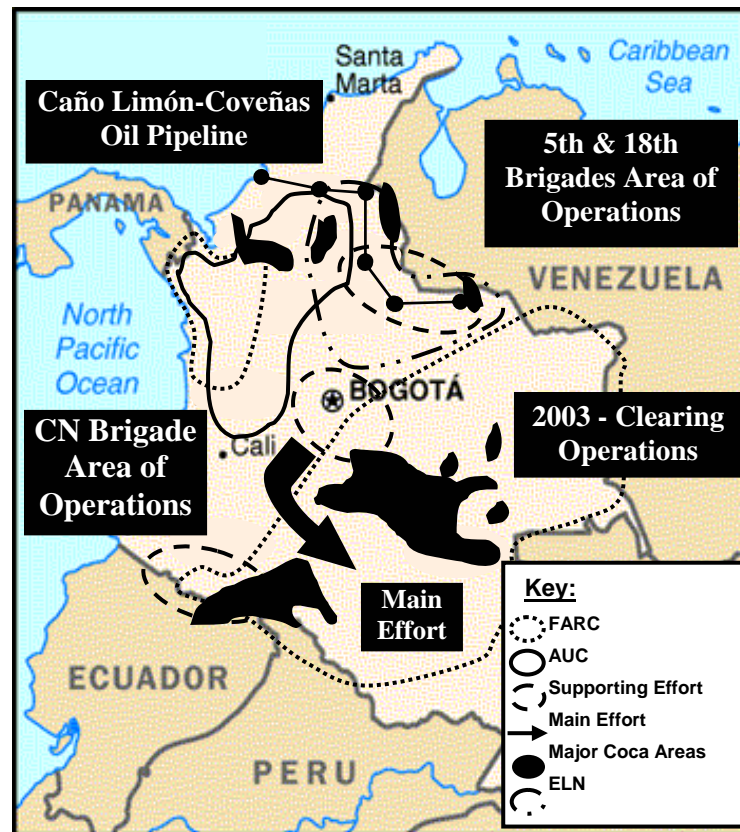 Santa
Marta
Caribbean
Sea
Caño Limón-Coveñas
Oil Pipeline
5th & 18th
Brigades Area of
Operations
PANAMA
VENEZUELA
North
Pacific
Ocean
BOGOTÁ
CN Brigade
Area of
Operations
Cali
2003 - Clearing
Operations
Main
Effort
ECUADOR
PERU
Key:
FARC
AUC
Supporting Effort
Main Effort
Major Coca Areas
ELN